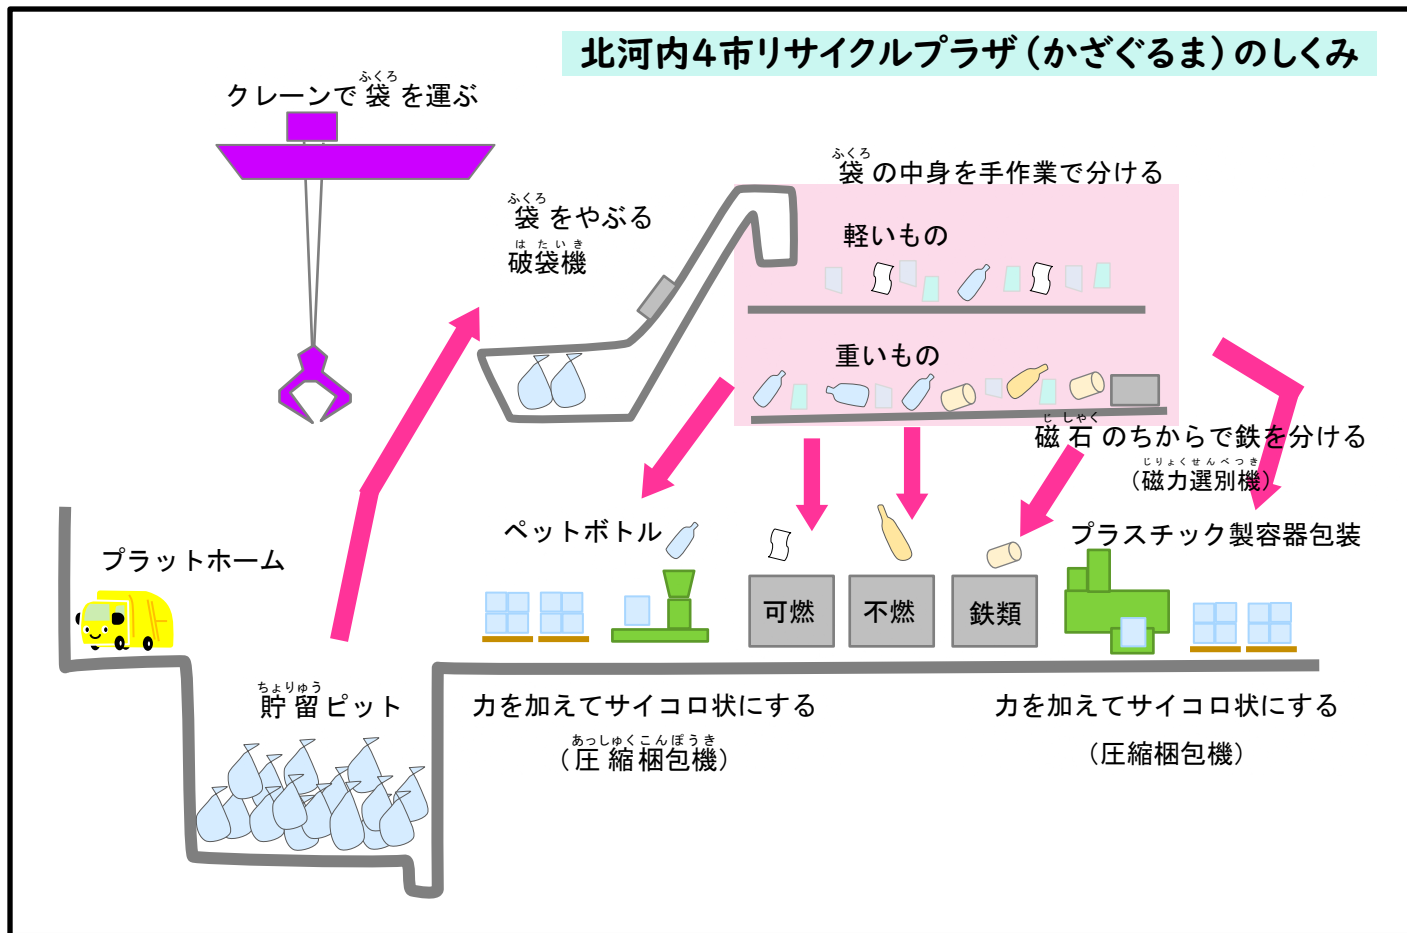 北河内4市リサイクルプラザ（かざぐるま）のしくみ
ふくろ
クレーンで袋を運ぶ
ふくろ
袋をやぶる
はたいき
破袋機
ふくろ
袋の中身を手作業で分ける
軽いもの
重いもの
じしゃく
磁石のちからで鉄を分ける
じりょくせんべつき
（磁力選別機）
プラットホーム
ペットボトル
可燃
不燃
鉄類
プラスチック製容器包装
ちょりゅう
貯留ピット
力を加えてサイコロ状にする
あっしゅくこんぽうき
（圧縮梱包機）
力を加えてサイコロ状にする
（圧縮梱包機）